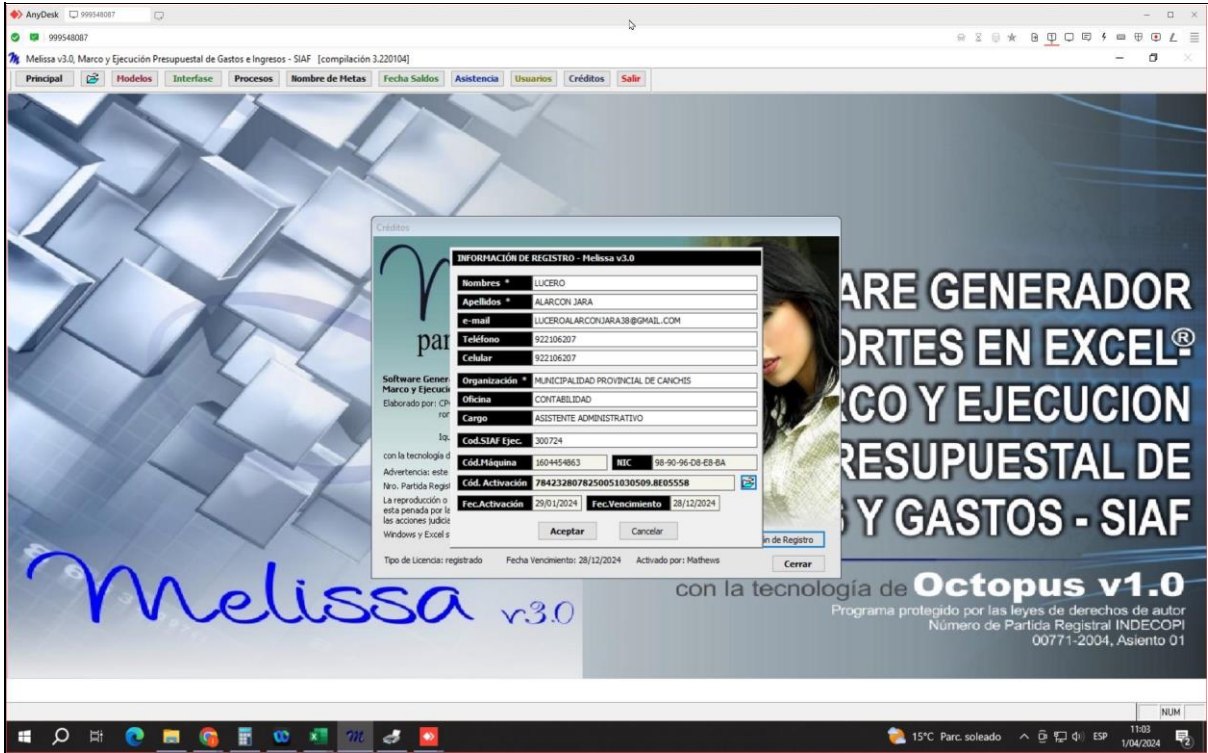 AnyDesk 999548087
999548087
Melissa v3.0, Marco y Ejecución Presupuestal de Gastos e Ingresos - SIAF [compilación 3.220104]
Principal Modelos Interfase Procesos Nombre de Metas Fecha Saldos Asistencia Usuarios Créditos Salir
Créditos
INFORMACIÓN DE REGISTRO - Melissa v3.0
Nombres * LUCERO
Apellidos * ALARCON JARA
e-mail LUCEROALARCONJARA38@GMAIL.COM
Teléfono 922106207
Celular 922106207
Organización * MUNICIPALIDAD PROVINCIAL DE CANCHIS
Oficina CONTABILIDAD
Cargo ASISTENTE ADMINISTRATIVO
Cod.SIAF Ejec. 300724
Cód.Máquina 1604454863 NIC 98-90-96-D8-E8-BA
Cód. Activación 7842328078250051030509.8E05558
Fec.Activación 29/01/2024 Fec.Vencimiento 28/12/2024
Aceptar Cancelar
par
Software Gener
Marco y Ejecuci
Elaborado por: CP
ror
Iq
con la tecnología d
Advertencia: este
Nro. Partida Regist
La reproducción o
esta penada por la
las acciones judicia
Windows y Excel s
ón de Registro
Tipo de Licencia: registrado Fecha Vencimiento: 28/12/2024 Activado por: Mathews
Cerrar
ARE GENERADOR
ORTES EN EXCEL®
RCO Y EJECUCION
RESUPUESTAL DE
S Y GASTOS - SIAF
Melissa v3.0
con la tecnología de Octopus v1.0
Programa protegido por las leyes de derechos de autor
Número de Partida Registral INDECOPI
00771-2004, Asiento 01
NUM
15°C Parc. soleado ESP 11:03
1/04/2024